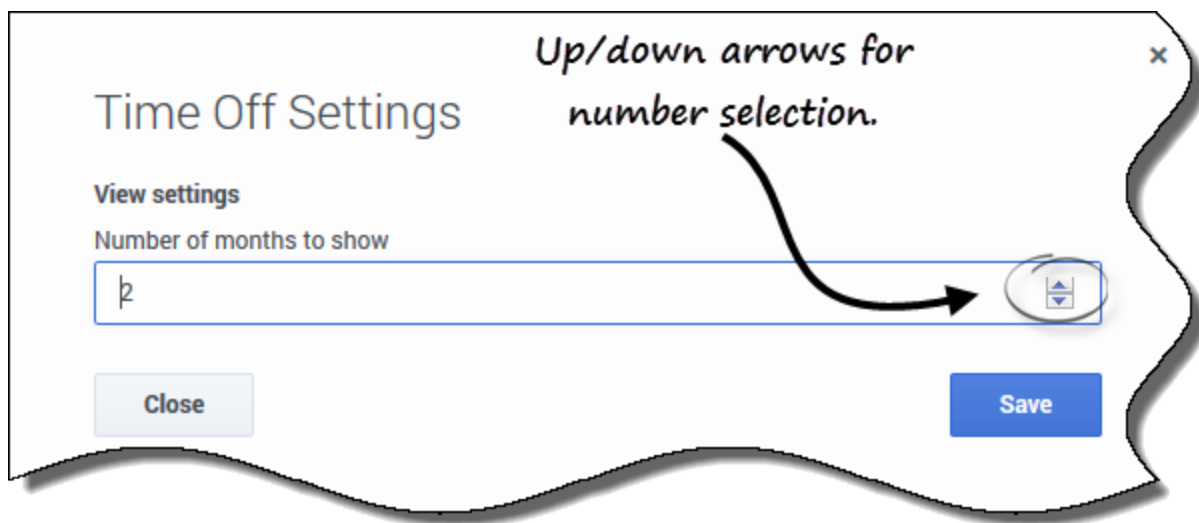 Up/down arrows for
number selection.
×
Time Off Settings
View settings
Number of months to show
2
Close
Save